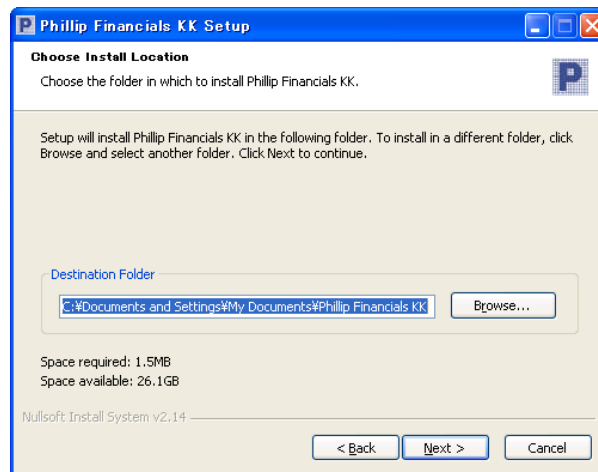 Phillip Financials KK Setup
Choose Install Location
Choose the folder in which to install Phillip Financials KK.
P
Setup will install Phillip Financials KK in the following folder. To install in a different folder, click
Browse and select another folder. Click Next to continue.
Destination Folder
C:¥Documents and Settings¥My Documents¥Phillip Financials KK
Browse...
Space required: 1.5MB
Space available: 26.1GB
Nullsoft Install System v2.14
< Back
Next >
Cancel